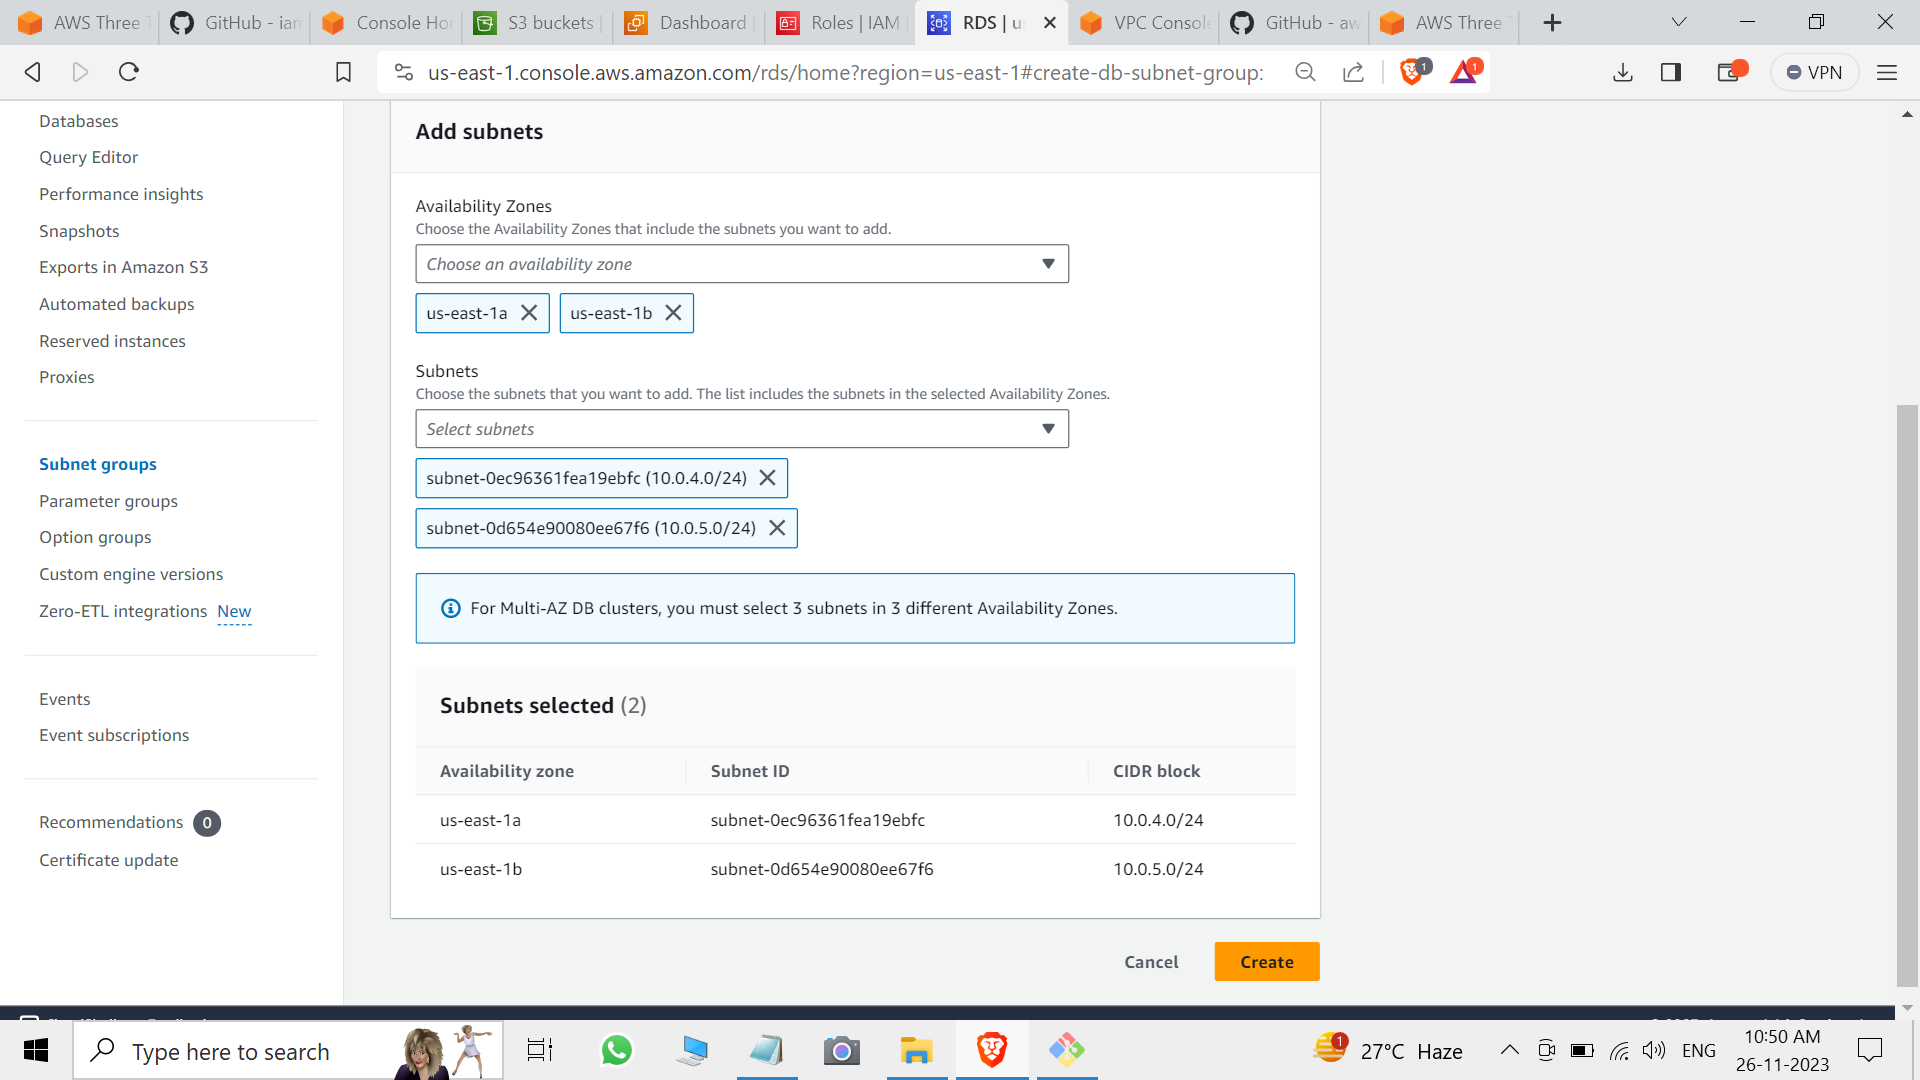 AWS Three
GitHub - ian
Console Ho
S3 buckets
Dashboard
Roles | IAM
RDS | us
VPC Console
GitHub - aw
AWS Three
us-east-1.console.aws.amazon.com/rds/home?region=us-east-1#create-db-subnet-group:
1
1
VPN
Databases
Query Editor
Performance insights
Snapshots
Exports in Amazon S3
Automated backups
Reserved instances
Proxies
Subnet groups
Parameter groups
Option groups
Custom engine versions
Zero-ETL integrations New
Events
Event subscriptions
Recommendations 0
Certificate update
Add subnets
Availability Zones
Choose the Availability Zones that include the subnets you want to add.
Choose an availability zone
us-east-1a us-east-1b
Subnets
Choose the subnets that you want to add. The list includes the subnets in the selected Availability Zones.
Select subnets
subnet-0ec96361fea19ebfc (10.0.4.0/24)
subnet-0d654e90080ee67f6 (10.0.5.0/24)
For Multi-AZ DB clusters, you must select 3 subnets in 3 different Availability Zones.
Subnets selected (2)
Availability zone Subnet ID CIDR block
us-east-1a subnet-0ec96361fea19ebfc 10.0.4.0/24
us-east-1b subnet-0d654e90080ee67f6 10.0.5.0/24
Cancel Create
Type here to search
1
27°C Haze
ENG
10:50 AM
26-11-2023